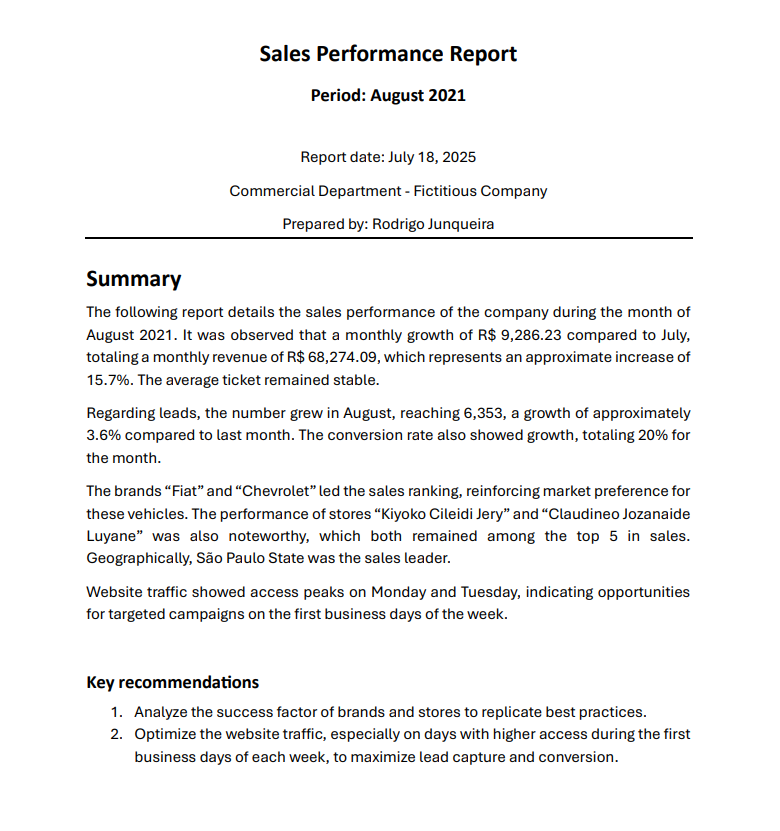 Sales Performance Report
Period: August 2021
Report date: July 18, 2025
Commercial Department - Fictitious Company
Prepared by: Rodrigo Junqueira
Summary
The following report details the sales performance of the company during the month of
August 2021. It was observed that a monthly growth of R$ 9,286.23 compared to July,
totaling a monthly revenue of R$ 68,274.09, which represents an approximate increase of
15.7%. The average ticket remained stable.
Regarding leads, the number grew in August, reaching 6,353, a growth of approximately
3.6% compared to last month. The conversion rate also showed growth, totaling 20% for
the month.
The brands “Fiat” and “Chevrolet” led the sales ranking, reinforcing market preference for
these vehicles. The performance of stores “Kiyoko Cileidi Jery” and “Claudineo Jozanaide
Luyane” was also noteworthy, which both remained among the top 5 in sales.
Geographically, São Paulo State was the sales leader.
Website traffic showed access peaks on Monday and Tuesday, indicating opportunities
for targeted campaigns on the first business days of the week.
Key recommendations
1. Analyze the success factor of brands and stores to replicate best practices.
2. Optimize the website traffic, especially on days with higher access during the first
business days of each week, to maximize lead capture and conversion.